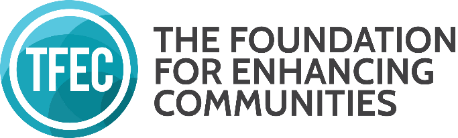 TFEC
THE FOUNDATION
FOR ENHANCING
COMMUNITIES